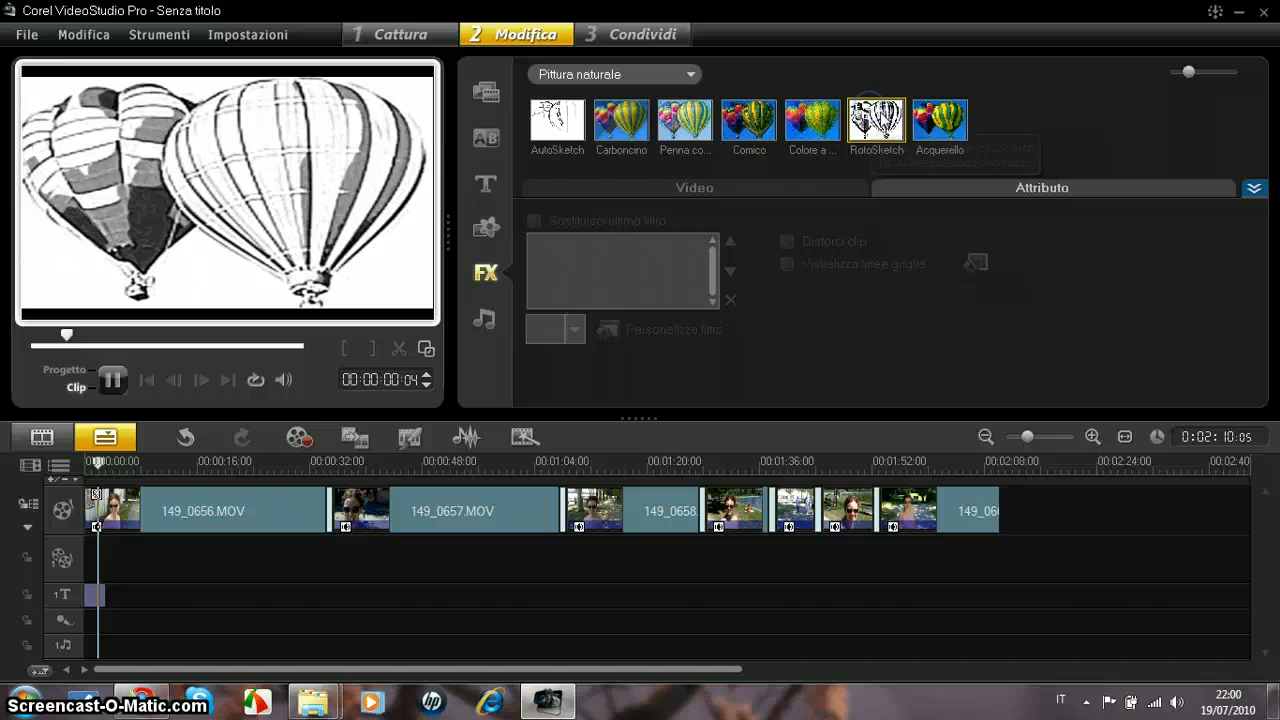 Corel VideoStudio Pro - Senza titolo
File Modifica Strumenti Impostazioni 1 Cattura 2 Modifica 3 Condividi
Pittura naturale
AutoSketch Carboncino Penna co... Comico Colore a ... RotoSketch Acquerello
Video Attributo
Sostituisci ultimo filtro
Distorci clip
Visualizza linee griglia
Personalizza filtro
FX
Progetto
Clip
00:00:00:04
0:02:10:05
00:00:00:00 00:00:16:00 00:00:32:00 00:00:48:00 00:01:04:00 00:01:20:00 00:01:36:00 00:01:52:00 00:02:08:00 00:02:24:00 00:02:40
149_0656.MOV 149_0657.MOV 149_0658. 149_06
1T
Screencast-O-Matic.com
IT
22:00
19/07/2010